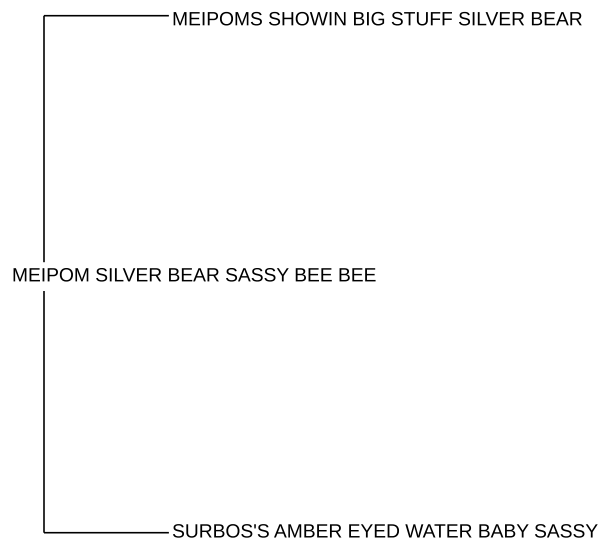 MEIPOMS SHOWIN BIG STUFF SILVER BEAR
MEIPOM SILVER BEAR SASSY BEE BEE
SURBOS'S AMBER EYED WATER BABY SASSY